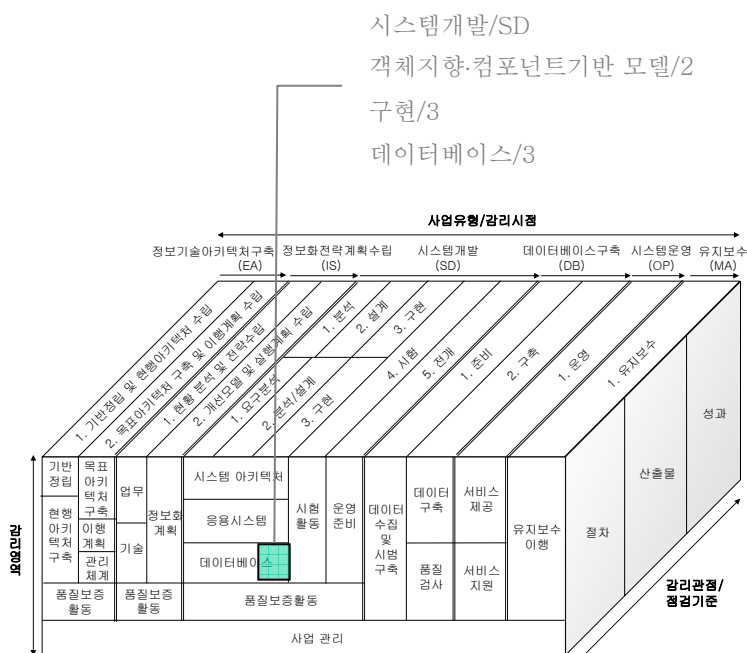 시스템개발/SD
객체지향·컴포넌트기반 모델/2
구현/3
데이터베이스/3
사업유형/감리시점
정보기술아키텍처구축
(EA)
정보화전략계획수립
(IS)
시스템개발
(SD)
데이터베이스구축
(DB)
시스템운영
(OP)
유지보수
(MA)
1. 기반정립 및 현행아키텍처 수립
2. 목표아키텍처 구축 및 이행계획 수립
1. 현황 분석 및 전략수립
2. 개선모델 및 실행계획 수립
1. 분석
2. 설계
3. 구현
1. 요구분석
2. 분석/설계
3. 구현
4. 시험
5. 전개
1. 준비
2. 구축
1. 운영
1. 유지보수
감리영역
기반
정립
현행
아키
텍처
구축
목표
아키
텍처
구축
이행
계획
관리
체계
업무
기술
정보화
계획
시스템 아키텍처
응용시스템
데이터베이스
시험
활동
운영
준비
데이터
수집
및
시범
구축
데이터
구축
품질
검사
서비스
제공
서비스
지원
유지보수
이행
절차
산출물
성과
품질보증
활동
품질보증
활동
품질보증활동
사업 관리
감리관점/
점검기준